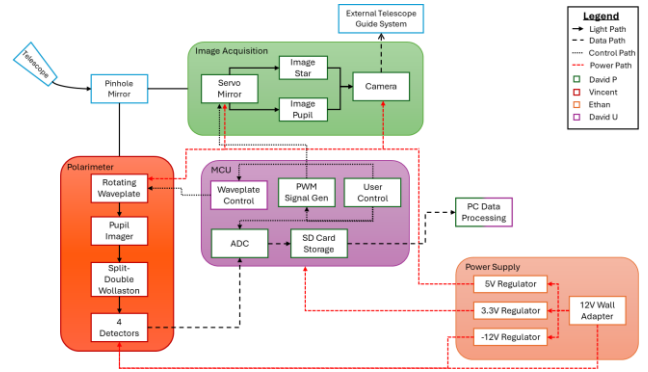 External Telescope
Guide System
Legend
Light Path
Data Path
Control Path
Power Path
David P
Vincent
Ethan
David U
Telescope
Image Acquisition
Pinhole
Mirror
Servo
Mirror
Image
Star
Image
Pupil
Camera
Polarimeter
Rotating
Waveplate
Pupil
Imager
Split-
Double
Wollaston
4
Detectors
MCU
Waveplate
Control
PWM
Signal Gen
User
Control
ADC
SD Card
Storage
PC Data
Processing
Power Supply
5V Regulator
3.3V Regulator
-12V Regulator
12V Wall
Adapter